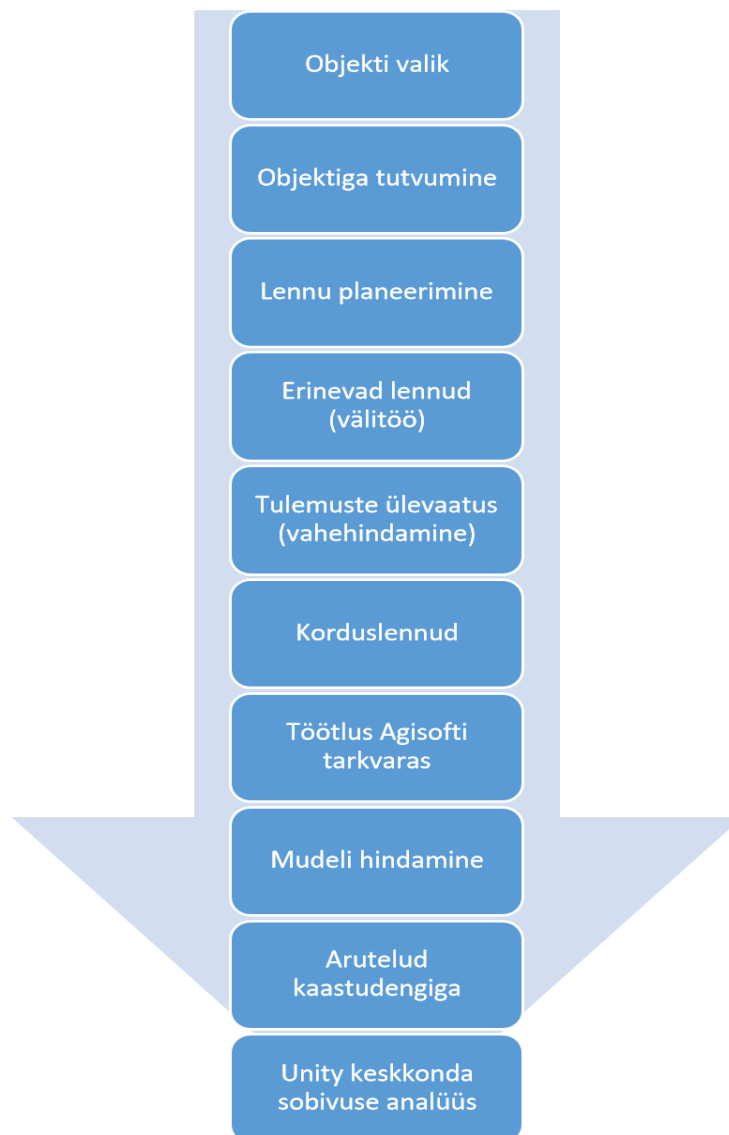 Objekti valik
Objektiga tutvumine
Lennu planeerimine
Erinevad lennud
(välitöö)
Tulemuste ülevaatus
(vahehindamine)
Korduslennud
Töötlus Agisofti
tarkvaras
Mudeli hindamine
Arutelud
kaastudengiga
Unity keskkonda
sobivuse analüüs